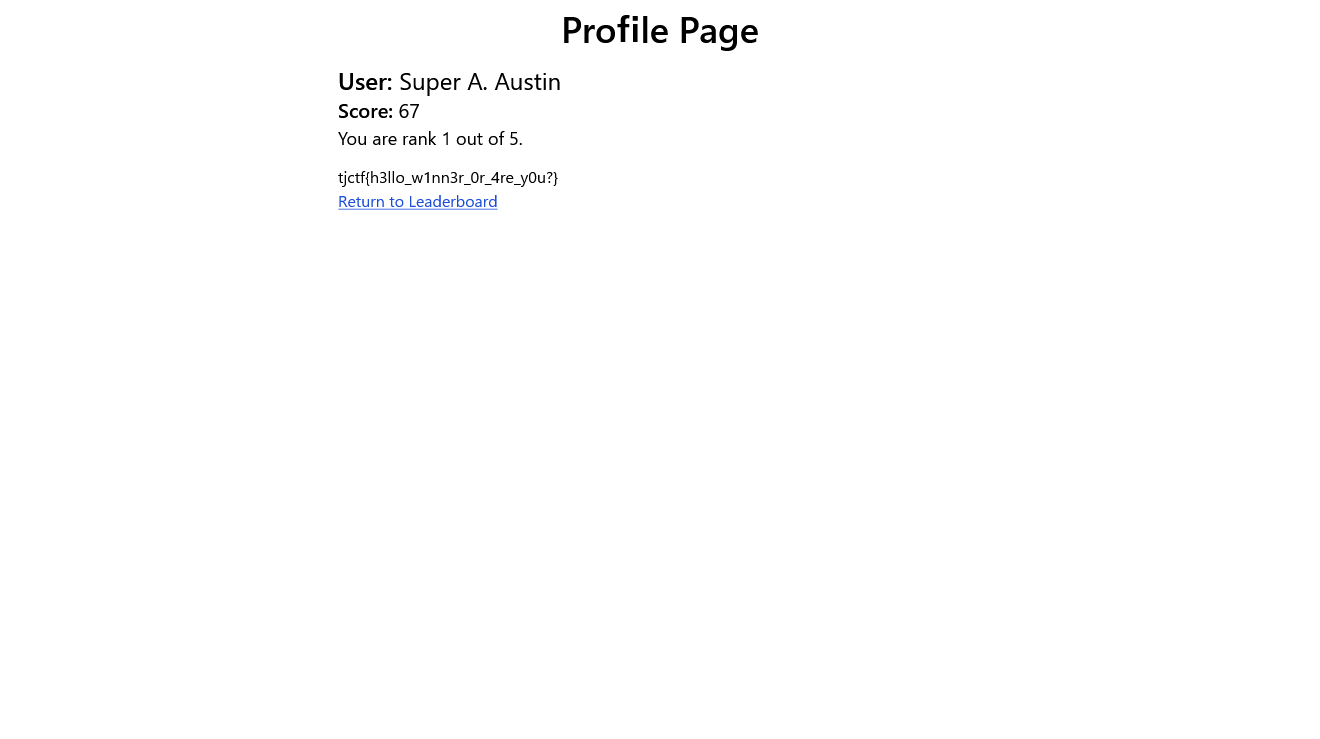 Profile Page
User: Super A. Austin
Score: 67
You are rank 1 out of 5.
tjctf{h3llo_w1nn3r_0r_4re_y0u?}
Return to Leaderboard